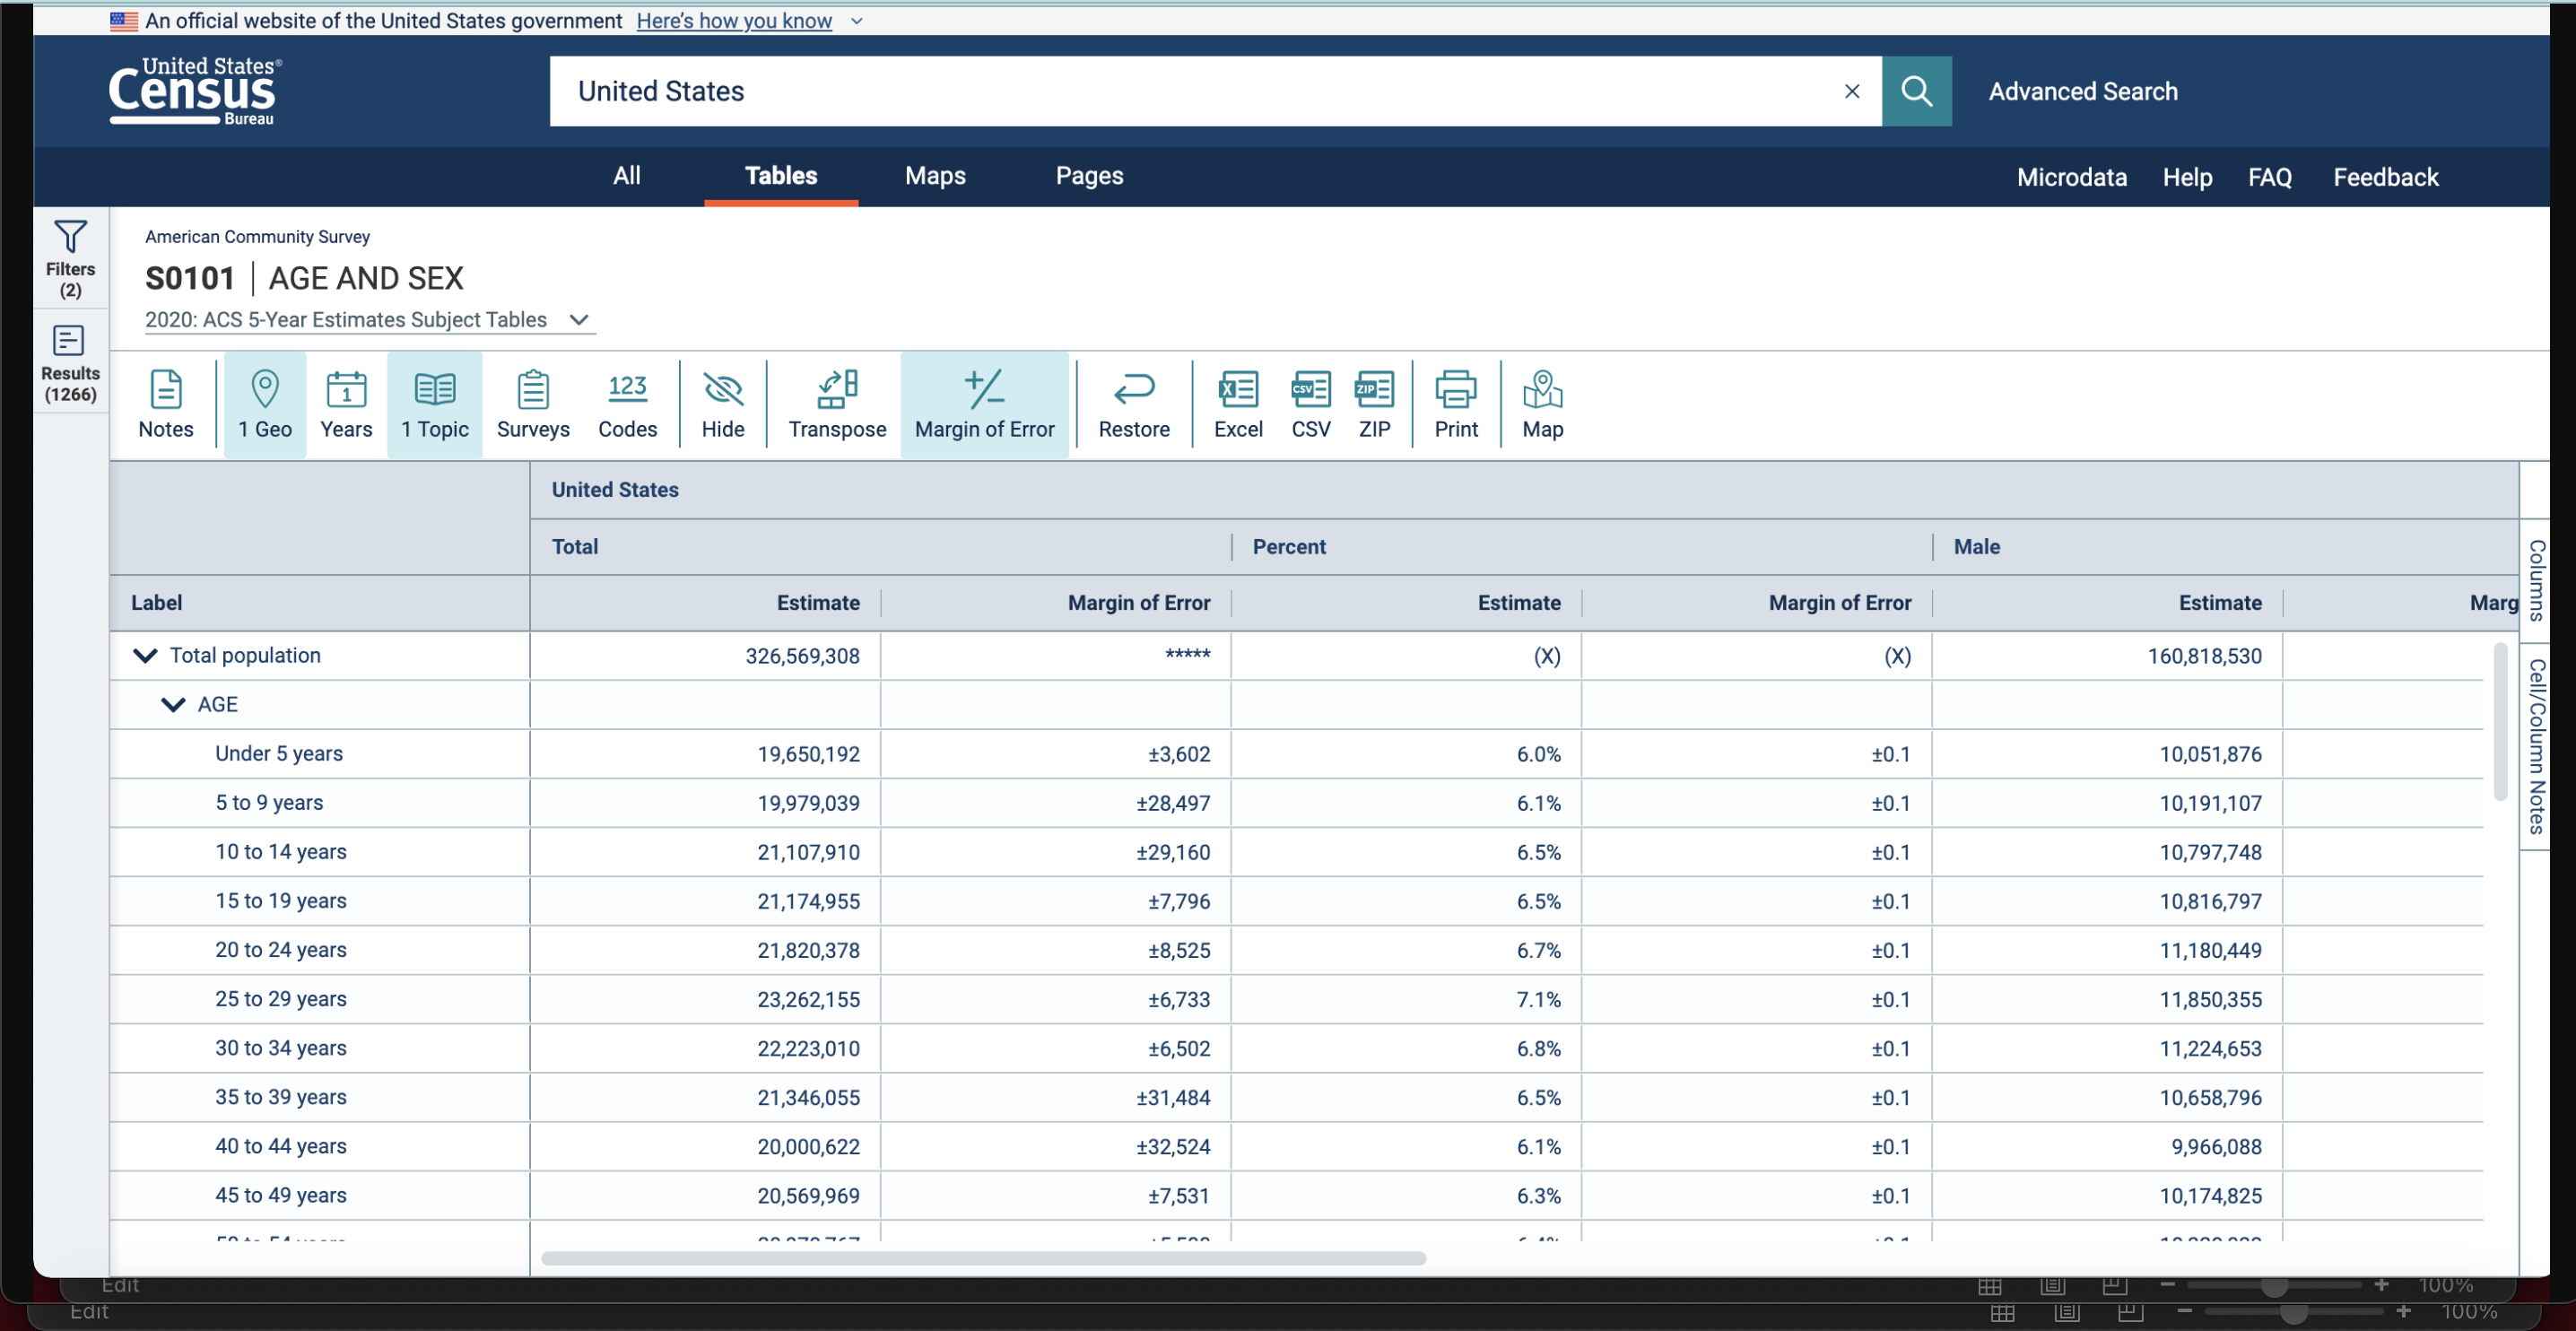 An official website of the United States government Here's how you know
United States®
Census
Bureau
United States
Advanced Search
All Tables Maps Pages
Microdata Help FAQ Feedback
Filters
(2)
Results
(1266)
American Community Survey
S0101 | AGE AND SEX
2020: ACS 5-Year Estimates Subject Tables
Notes 1 Geo Years 1 Topic Surveys Codes Hide Transpose Margin of Error Restore Excel CSV ZIP Print Map
United States
Total Percent Male
Label Estimate Margin of Error Estimate Margin of Error Estimate Marg
Total population 326,569,308 ***** (X) (X) 160,818,530
AGE
Under 5 years 19,650,192 ±3,602 6.0% ±0.1 10,051,876
5 to 9 years 19,979,039 ±28,497 6.1% ±0.1 10,191,107
10 to 14 years 21,107,910 ±29,160 6.5% ±0.1 10,797,748
15 to 19 years 21,174,955 ±7,796 6.5% ±0.1 10,816,797
20 to 24 years 21,820,378 ±8,525 6.7% ±0.1 11,180,449
25 to 29 years 23,262,155 ±6,733 7.1% ±0.1 11,850,355
30 to 34 years 22,223,010 ±6,502 6.8% ±0.1 11,224,653
35 to 39 years 21,346,055 ±31,484 6.5% ±0.1 10,658,796
40 to 44 years 20,000,622 ±32,524 6.1% ±0.1 9,966,088
45 to 49 years 20,569,969 ±7,531 6.3% ±0.1 10,174,825
Columns
Cell/Column Notes
Edit 100%
Edit 100%